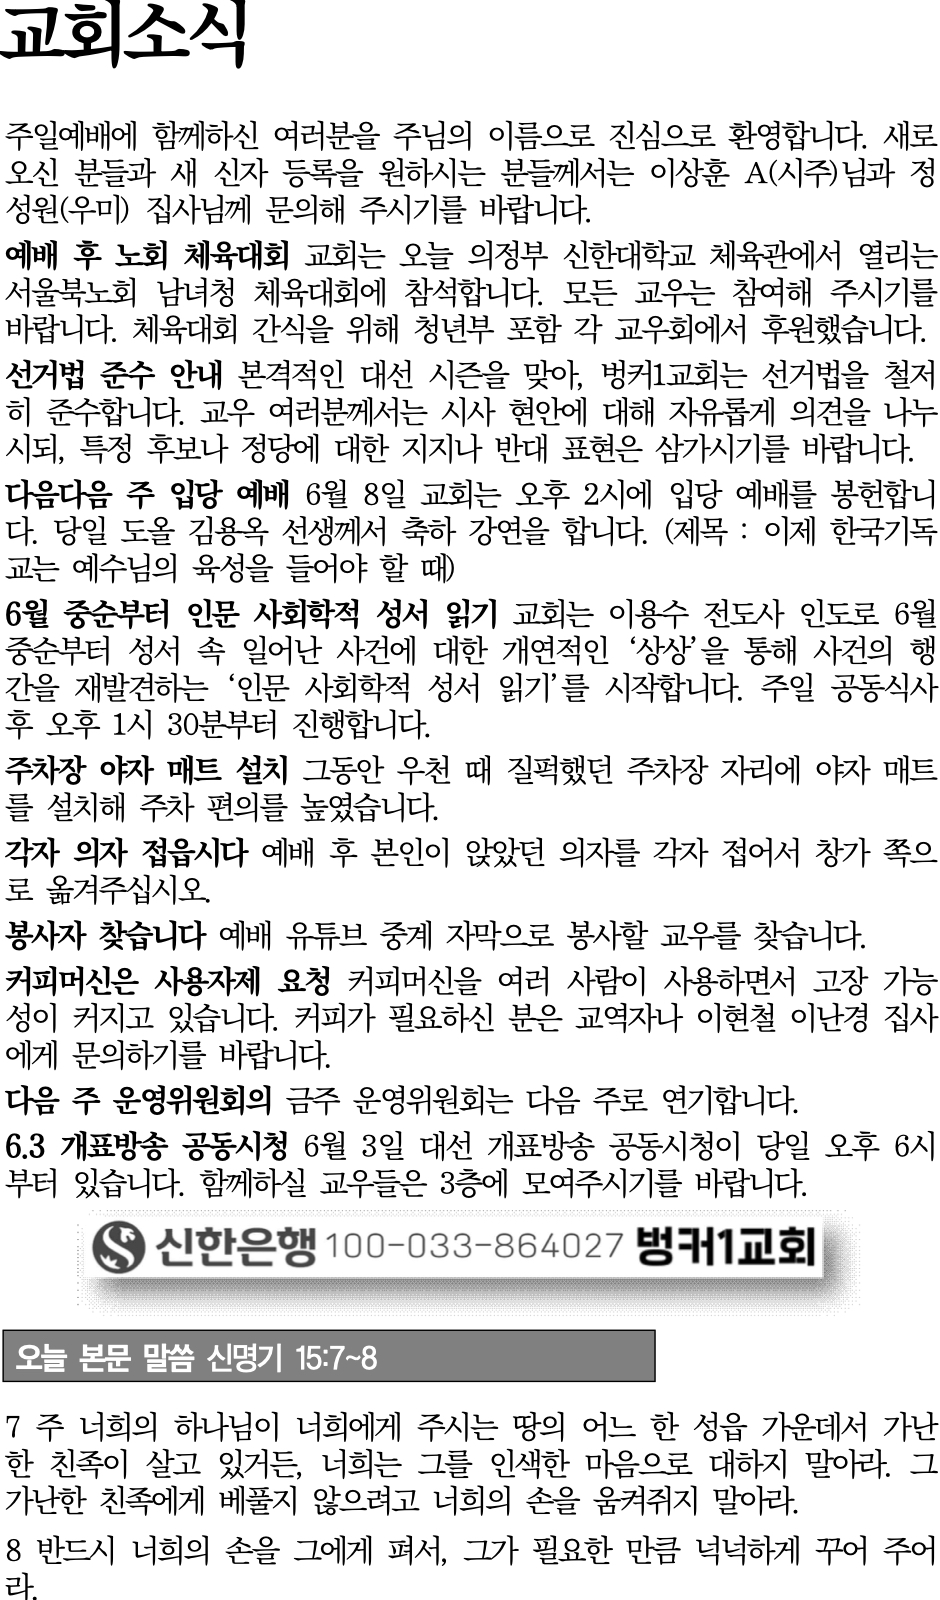 교회소식
주일예배에 함께하신 여러분을 주님의 이름으로 진심으로 환영합니다. 새로
오신 분들과 새 신자 등록을 원하시는 분들께서는 이상훈 A(시주)님과 정
성원(우미) 집사님께 문의해 주시기를 바랍니다.
예배 후 노회 체육대회 교회는 오늘 의정부 신한대학교 체육관에서 열리는
서울북노회 남녀청 체육대회에 참석합니다. 모든 교우는 참여해 주시기를
바랍니다. 체육대회 간식을 위해 청년부 포함 각 교우회에서 후원했습니다.
선거법 준수 안내 본격적인 대선 시즌을 맞아, 벙커1교회는 선거법을 철저
히 준수합니다. 교우 여러분께서는 시사 현안에 대해 자유롭게 의견을 나누
시되, 특정 후보나 정당에 대한 지지나 반대 표현은 삼가시기를 바랍니다.
다음다음 주 입당 예배 6월 8일 교회는 오후 2시에 입당 예배를 봉헌합니
다. 당일 도올 김용옥 선생께서 축하 강연을 합니다. (제목 : 이제 한국기독
교는 예수님의 육성을 들어야 할 때)
6월 중순부터 인문 사회학적 성서 읽기 교회는 이용수 전도사 인도로 6월
중순부터 성서 속 일어난 사건에 대한 개연적인 ‘상상’을 통해 사건의 행
간을 재발견하는 ‘인문 사회학적 성서 읽기’를 시작합니다. 주일 공동식사
후 오후 1시 30분부터 진행합니다.
주차장 야자 매트 설치 그동안 우천 때 질퍽했던 주차장 자리에 야자 매트
를 설치해 주차 편의를 높였습니다.
각자 의자 접읍시다 예배 후 본인이 앉았던 의자를 각자 접어서 창가 쪽으
로 옮겨주십시오.
봉사자 찾습니다 예배 유튜브 중계 자막으로 봉사할 교우를 찾습니다.
커피머신은 사용자제 요청 커피머신을 여러 사람이 사용하면서 고장 가능
성이 커지고 있습니다. 커피가 필요하신 분은 교역자나 이현철 이난경 집사
에게 문의하기를 바랍니다.
다음 주 운영위원회의 금주 운영위원회는 다음 주로 연기합니다.
6.3 개표방송 공동시청 6월 3일 대선 개표방송 공동시청이 당일 오후 6시
부터 있습니다. 함께하실 교우들은 3층에 모여주시기를 바랍니다.
신한은행 100-033-864027 벙커1교회
오늘 본문 말씀 신명기 15:7~8
7 주 너희의 하나님이 너희에게 주시는 땅의 어느 한 성읍 가운데서 가난
한 친족이 살고 있거든, 너희는 그를 인색한 마음으로 대하지 말아라. 그
가난한 친족에게 베풀지 않으려고 너희의 손을 움켜쥐지 말아라.
8 반드시 너희의 손을 그에게 펴서, 그가 필요한 만큼 넉넉하게 꾸어 주어
라.